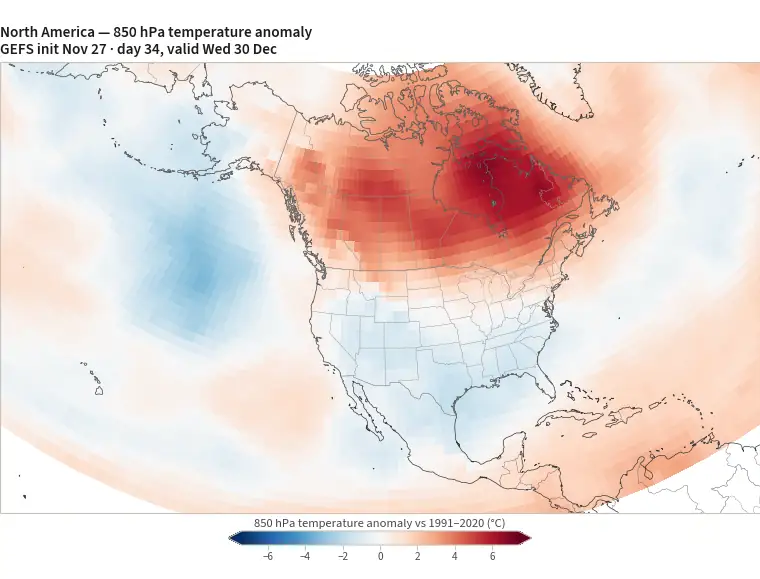 North America — 850 hPa temperature anomaly
GEFS init Nov 27 · day 34, valid Wed 30 Dec
850 hPa temperature anomaly vs 1991–2020 (°C)
−6 −4 −2 0 2 4 6